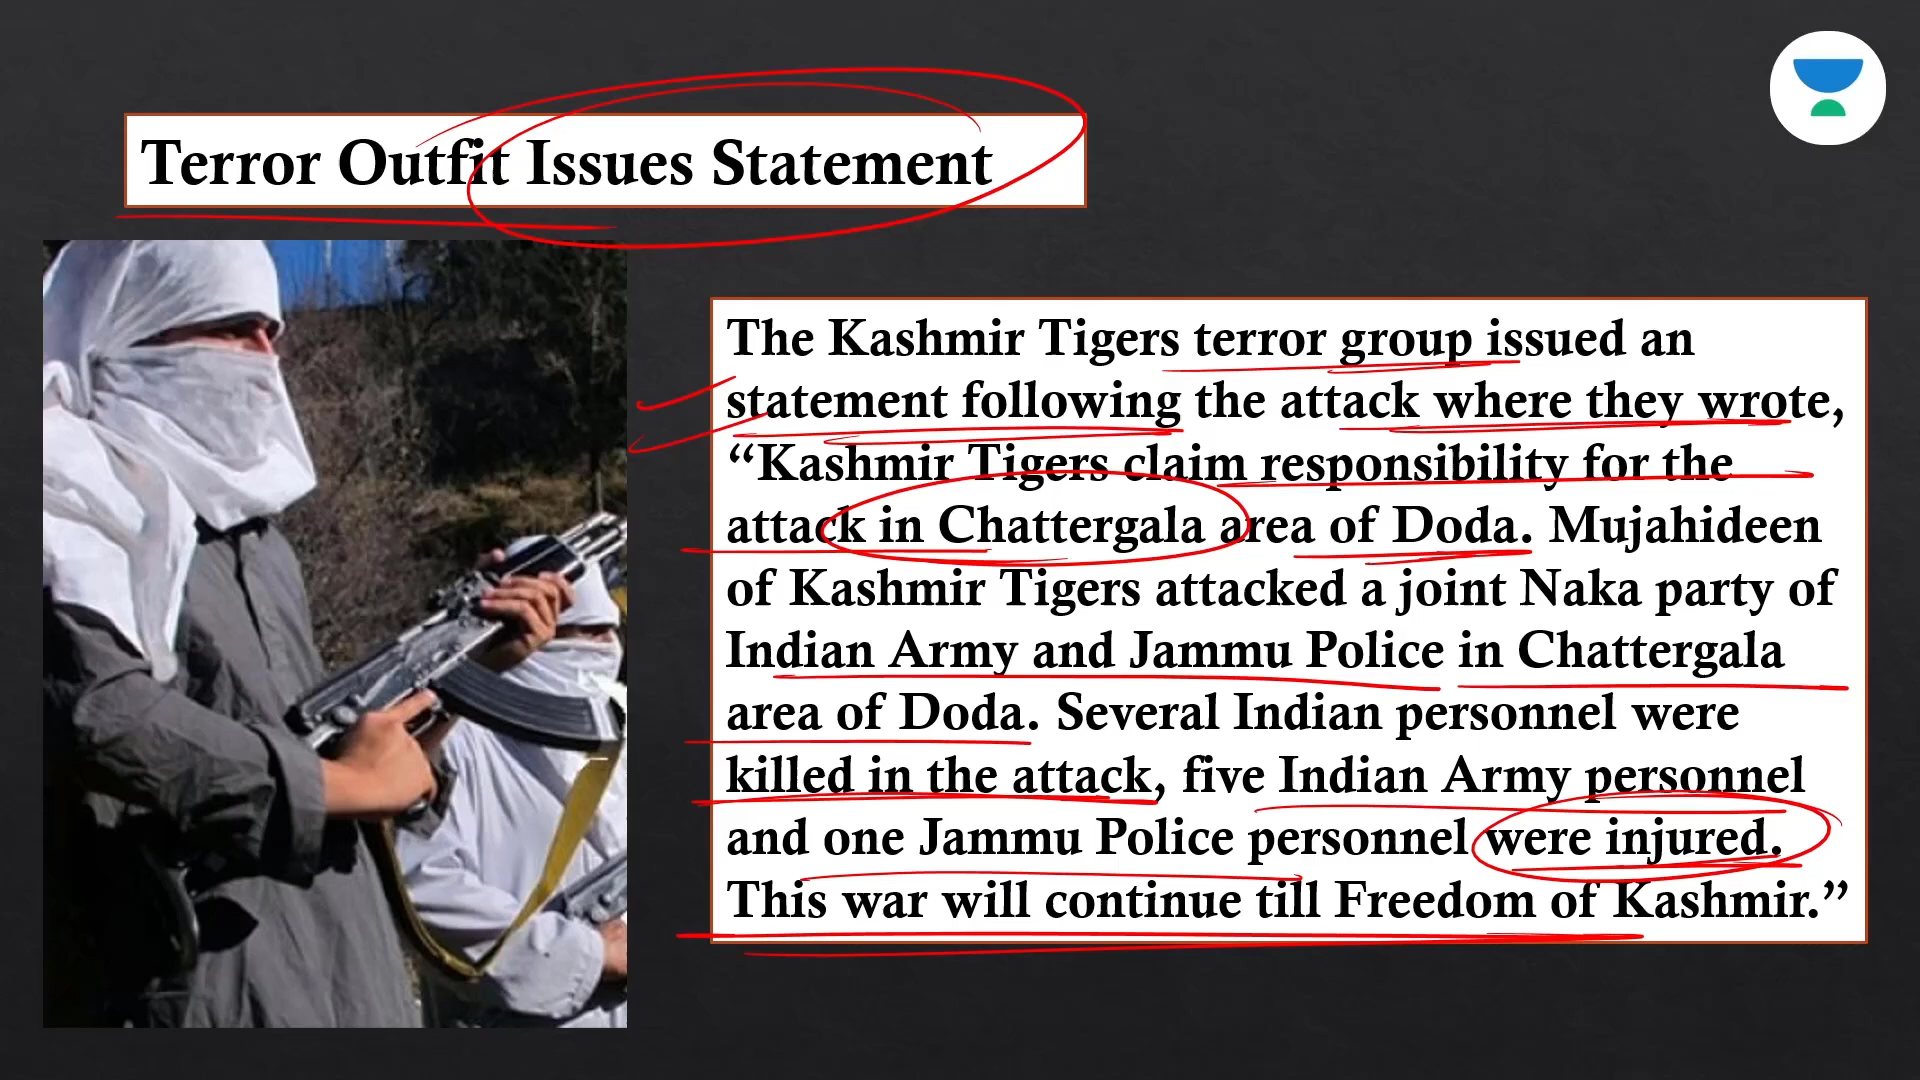 Terror Outfit Issues Statement
The Kashmir Tigers terror group issued an
statement following the attack where they wrote,
“Kashmir Tigers claim responsibility for the
attack in Chattergala area of Doda. Mujahideen
of Kashmir Tigers attacked a joint Naka party of
Indian Army and Jammu Police in Chattergala
area of Doda. Several Indian personnel were
killed in the attack, five Indian Army personnel
and one Jammu Police personnel were injured.
This war will continue till Freedom of Kashmir.”